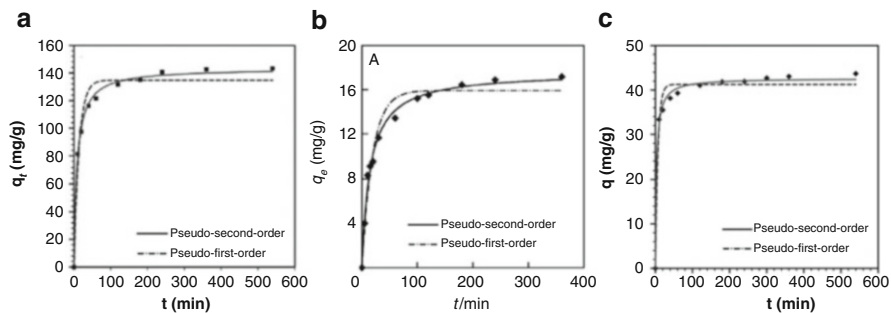 a
q_t (mg/g)
160
140
120
100
80
60
40
20
0
Pseudo-second-order
Pseudo-first-order
0 100 200 300 400 500 600
t (min)
b
A
q_e (mg/g)
20
16
12
8
4
0
Pseudo-second-order
Pseudo-first-order
0 100 200 300 400
t/min
c
q (mg/g)
50
40
30
20
10
0
Pseudo-second-order
Pseudo-first-order
0 100 200 300 400 500 600
t (min)